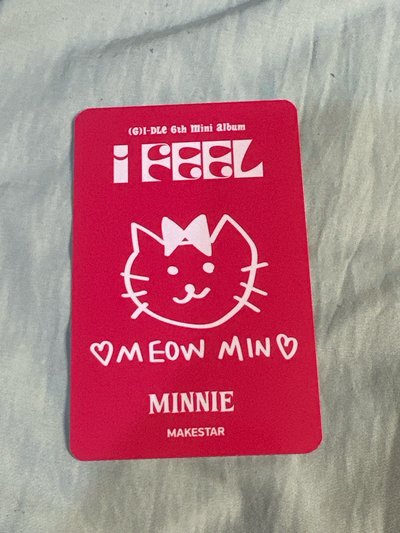 (G)I-DLE 6th Mini Album
i FEEL
♡MEOW MIN♡
MINNIE
MAKESTAR